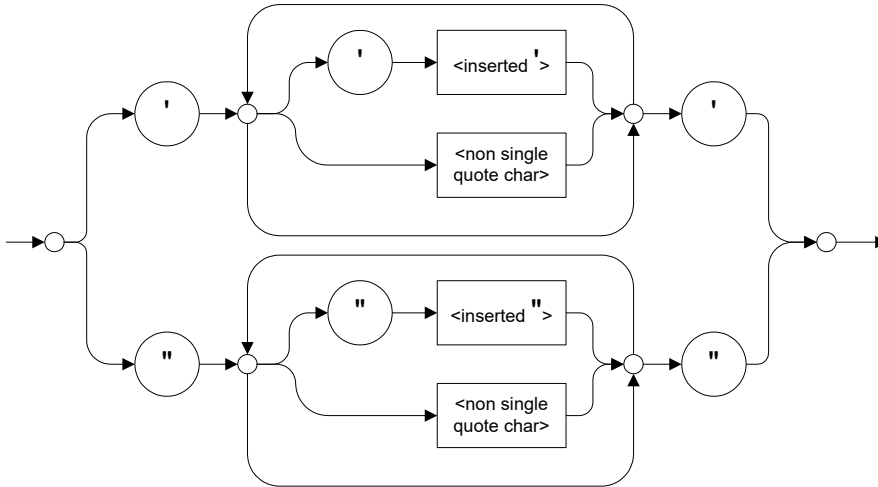 '
<inserted '>
'
'
<non single
quote char>
"
<inserted ">
"
"
<non single
quote char>